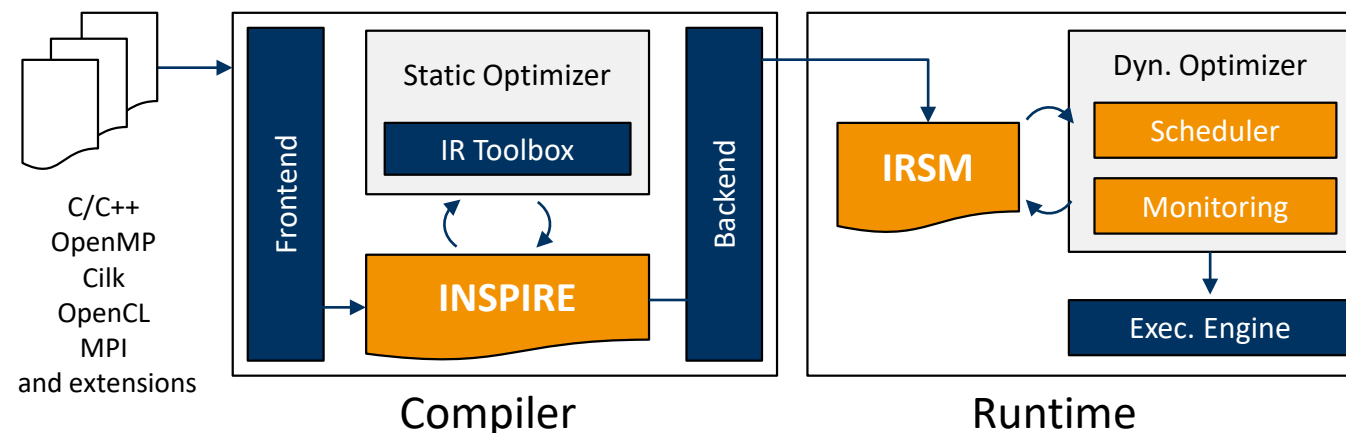 C/C++
OpenMP
Cilk
OpenCL
MPI
and extensions
Frontend
Static Optimizer
IR Toolbox
INSPIRE
Backend
Compiler
IRSM
Dyn. Optimizer
Scheduler
Monitoring
Exec. Engine
Runtime